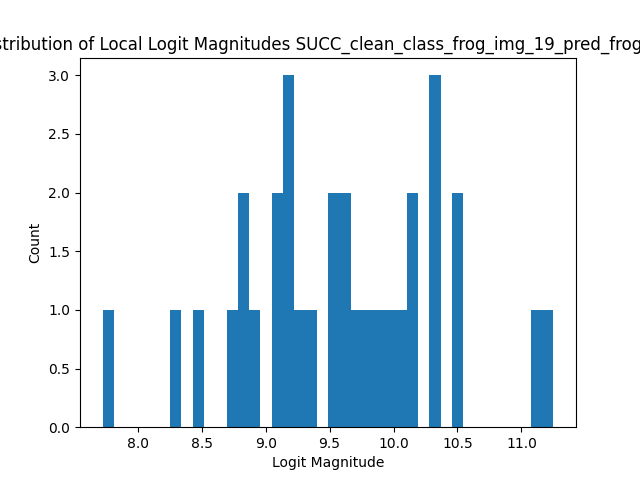 stribution of Local Logit Magnitudes SUCC_clean_class_frog_img_19_pred_frog
3.0
2.5
2.0
1.5
1.0
0.5
0.0
Count
8.0 8.5 9.0 9.5 10.0 10.5 11.0
Logit Magnitude